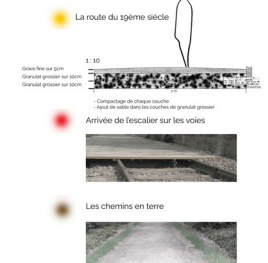 La route du 19ème siècle
1 : 10
Grave fine sur 5cm
Granulat grossier sur 10cm
Granulat grossier sur 10cm
- Compactage de chaque couche
- Ajout de sable dans les couches de granulat grossier
Arrivée de l'escalier sur les voies
Les chemins en terre